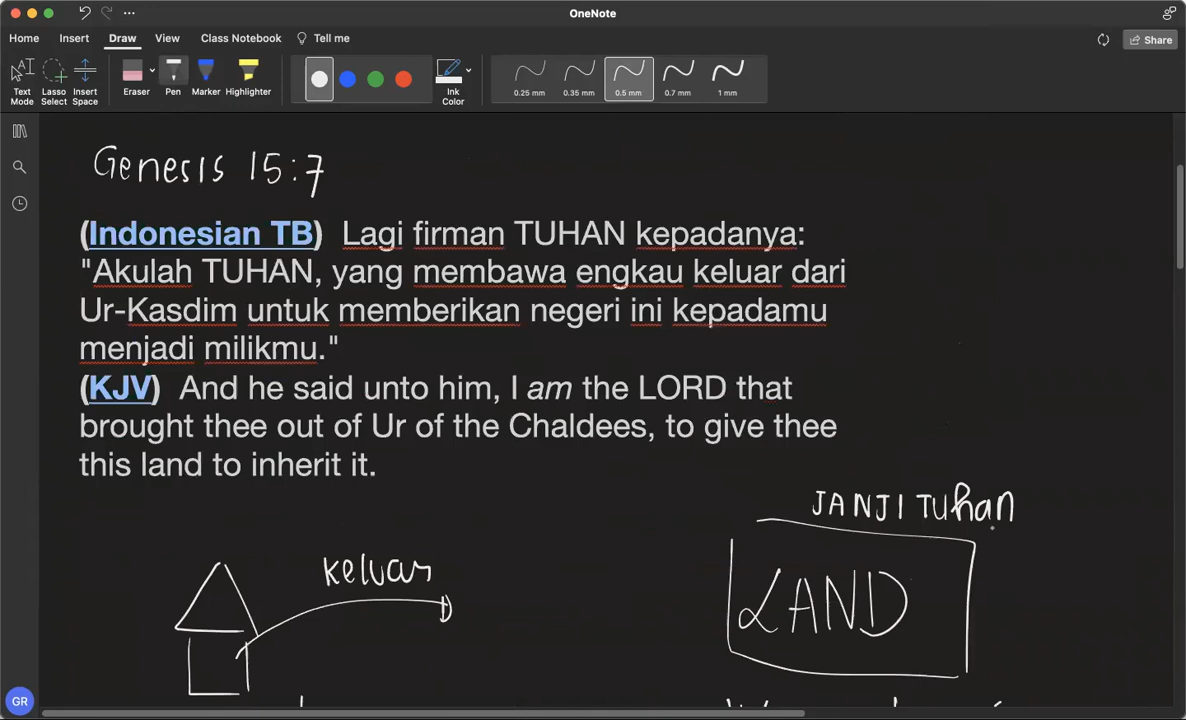 OneNote
Home Insert Draw View Class Notebook Tell me
Share
Text Mode
Lasso Select
Insert Space
Eraser
Pen
Marker
Highlighter
Ink Color
0.25 mm 0.35 mm 0.5 mm 0.7 mm 1 mm
Genesis 15:7
(Indonesian TB) Lagi firman TUHAN kepadanya:
"Akulah TUHAN, yang membawa engkau keluar dari
Ur-Kasdim untuk memberikan negeri ini kepadamu
menjadi milikmu."
(KJV) And he said unto him, I am the LORD that
brought thee out of Ur of the Chaldees, to give thee
this land to inherit it.
JANJI Tuhan
Keluar
LAND
GR